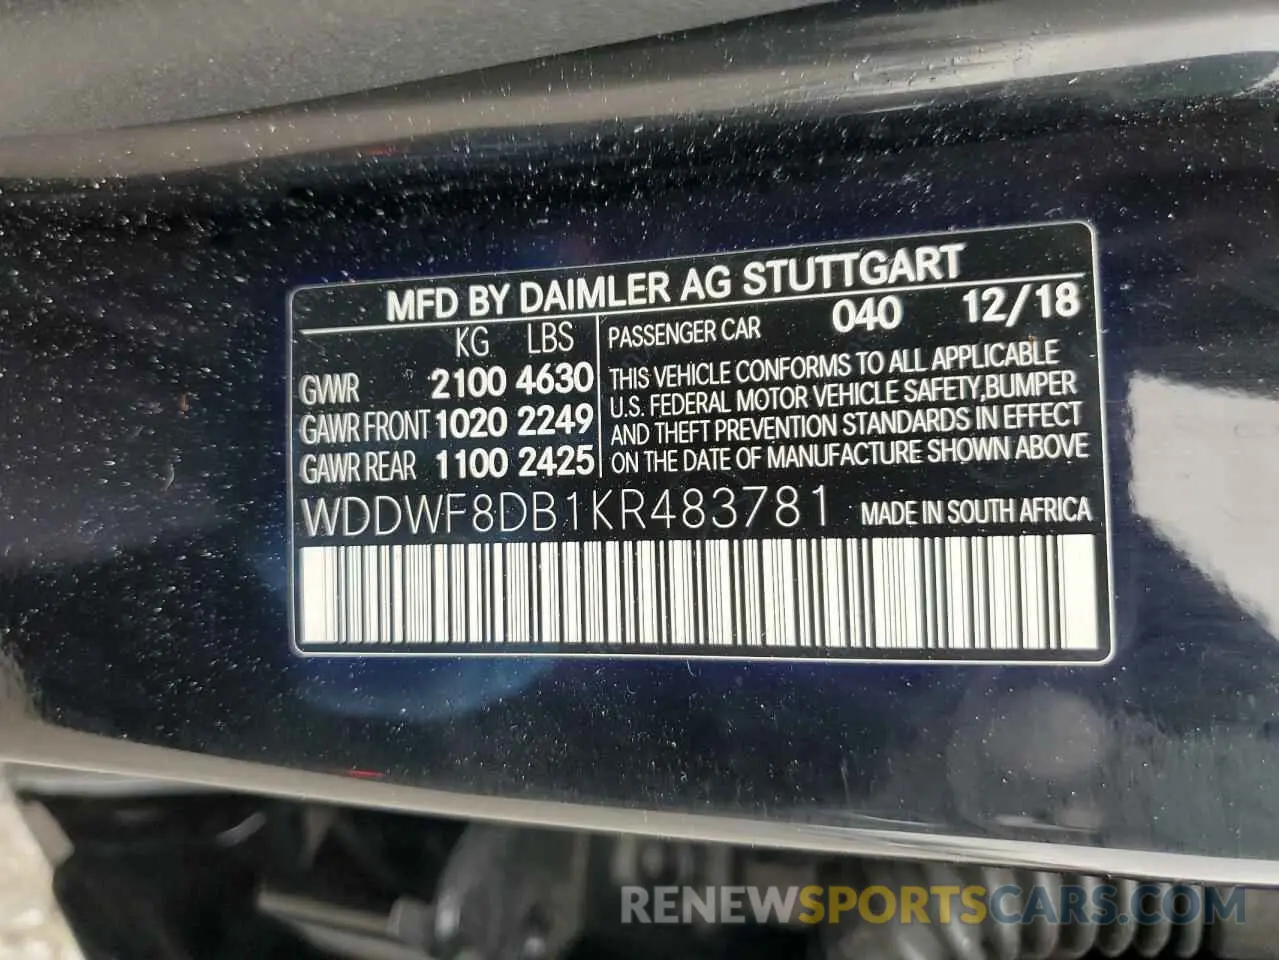 MFD BY DAIMLER AG STUTTGART
KG LBS
GVWR 2100 4630
GAWR FRONT 1020 2249
GAWR REAR 1100 2425
PASSENGER CAR 040 12/18
THIS VEHICLE CONFORMS TO ALL APPLICABLE
U.S. FEDERAL MOTOR VEHICLE SAFETY,BUMPER
AND THEFT PREVENTION STANDARDS IN EFFECT
ON THE DATE OF MANUFACTURE SHOWN ABOVE
WDDWF8DB1KR483781 MADE IN SOUTH AFRICA
RENEWSPORTSCARS.COM